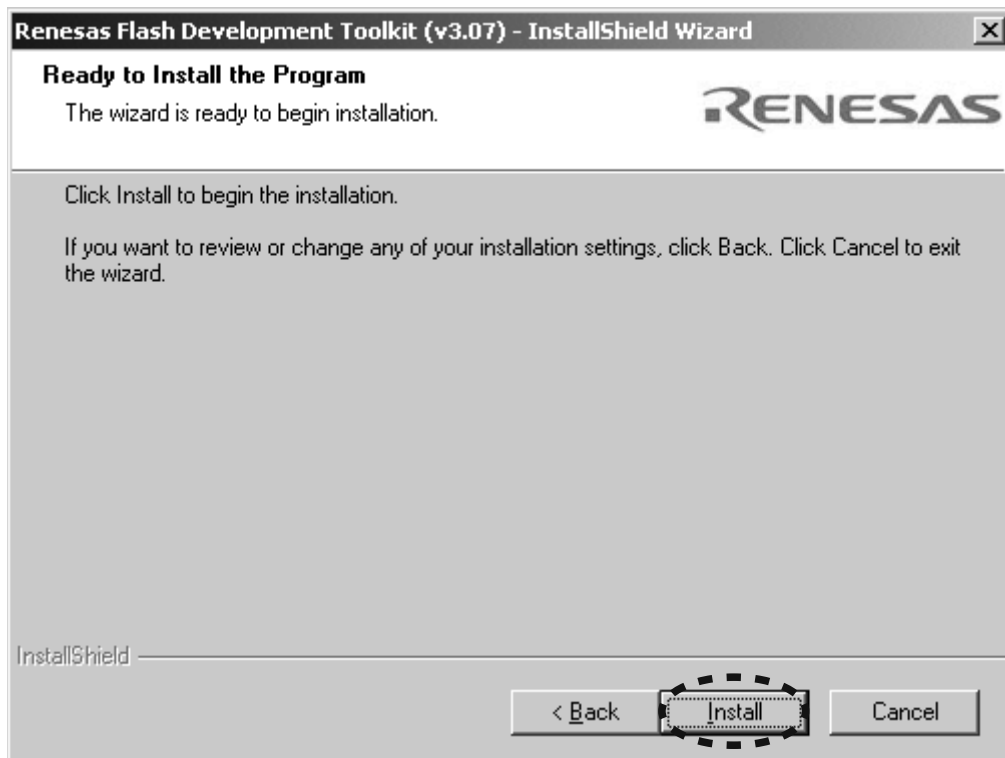 Renesas Flash Development Toolkit (v3.07) - InstallShield Wizard
Ready to Install the Program
The wizard is ready to begin installation.
RENESAS
Click Install to begin the installation.
If you want to review or change any of your installation settings, click Back. Click Cancel to exit
the wizard.
InstallShield
< Back
Install
Cancel